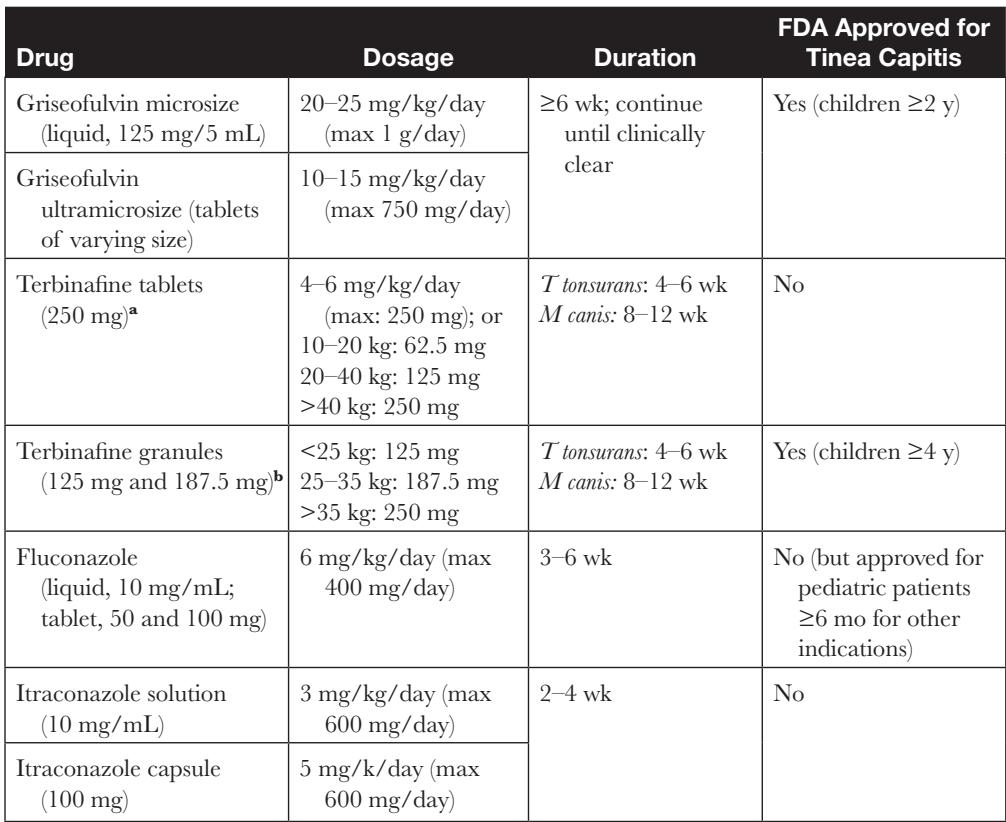 Drug
Dosage
Duration
FDA Approved for
Tinea Capitis
Griseofulvin microsize
(liquid, 125 mg/5 mL)
20–25 mg/kg/day
(max 1 g/day)
≥6 wk; continue
until clinically
clear
Yes (children ≥2 y)
Griseofulvin
ultramicrosize (tablets
of varying size)
10–15 mg/kg/day
(max 750 mg/day)
Terbinafine tablets
(250 mg)a
4–6 mg/kg/day
(max: 250 mg); or
10–20 kg: 62.5 mg
20–40 kg: 125 mg
>40 kg: 250 mg
T tonsurans: 4–6 wk
M canis: 8–12 wk
No
Terbinafine granules
(125 mg and 187.5 mg)b
<25 kg: 125 mg
25–35 kg: 187.5 mg
>35 kg: 250 mg
T tonsurans: 4–6 wk
M canis: 8–12 wk
Yes (children ≥4 y)
Fluconazole
(liquid, 10 mg/mL;
tablet, 50 and 100 mg)
6 mg/kg/day (max
400 mg/day)
3–6 wk
No (but approved for
pediatric patients
≥6 mo for other
indications)
Itraconazole solution
(10 mg/mL)
3 mg/kg/day (max
600 mg/day)
2–4 wk
No
Itraconazole capsule
(100 mg)
5 mg/k/day (max
600 mg/day)